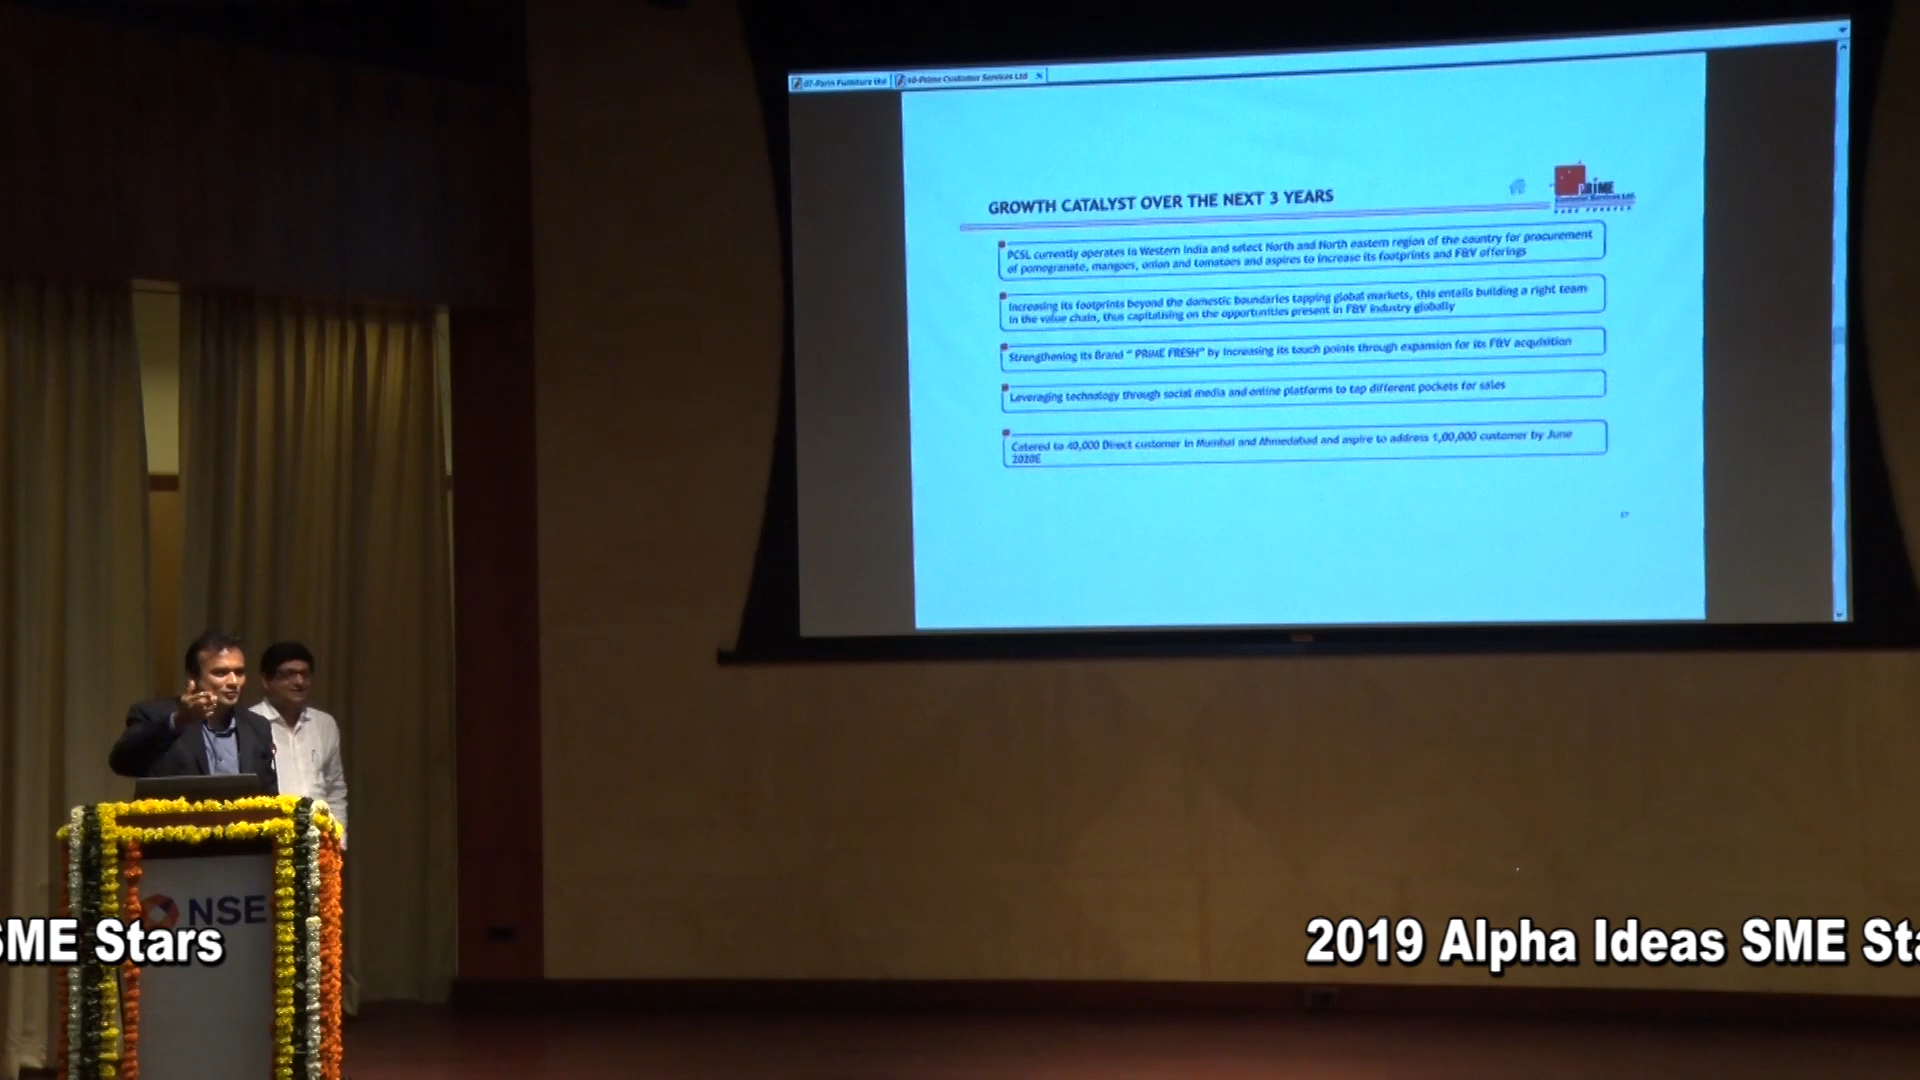 07-Parin Furniture Ltd
10-Prime Customer Services Ltd
GROWTH CATALYST OVER THE NEXT 3 YEARS
PRIME
Customer Services Ltd.
PCSL currently operates in Western India and select North and North eastern region of the country for procurement
of pomegranate, mangoes, onion and tomatoes and aspires to increase its footprints and F&V offerings
Increasing its footprints beyond the domestic boundaries tapping global markets, this entails building a right team
in the value chain, thus capitalising on the opportunities present in F&V industry globally
Strengthening its Brand " PRIME FRESH" by increasing its touch points through expansion for its F&V acquisition
Leveraging technology through social media and online platforms to tap different pockets for sales
Catered to 40,000 Direct customer in Mumbai and Ahmedabad and aspire to address 1,00,000 customer by June
2020E
NSE
SME Stars
2019 Alpha Ideas SME Sta